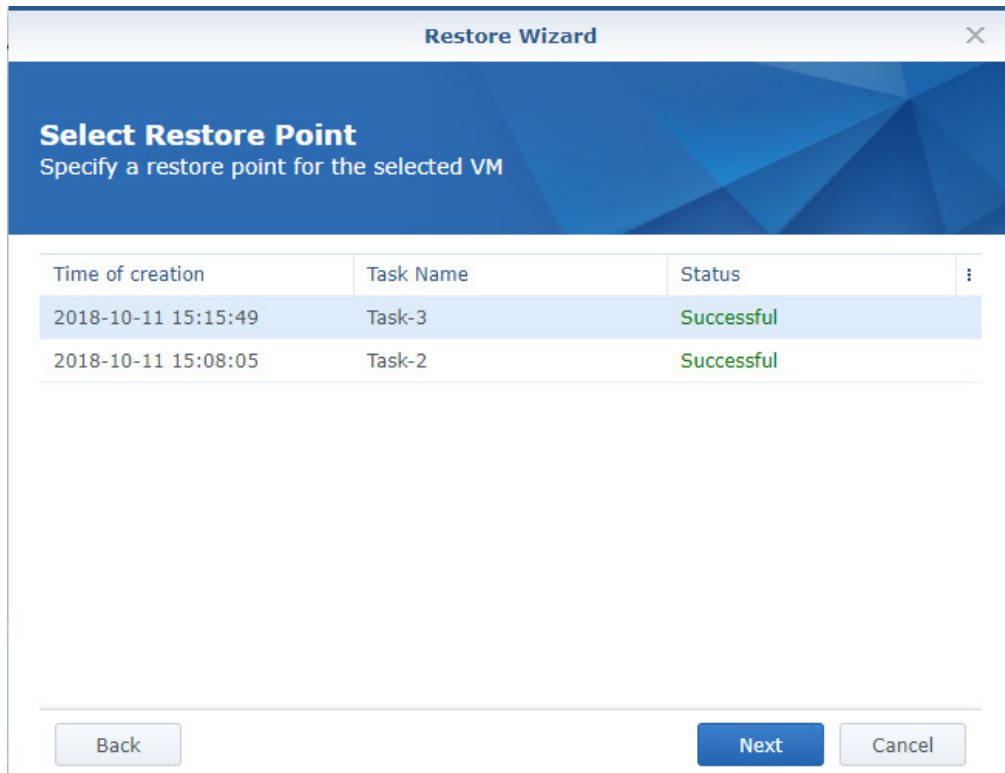 Restore Wizard
Select Restore Point
Specify a restore point for the selected VM
Time of creation Task Name Status
2018-10-11 15:15:49 Task-3 Successful
2018-10-11 15:08:05 Task-2 Successful
Back Next Cancel